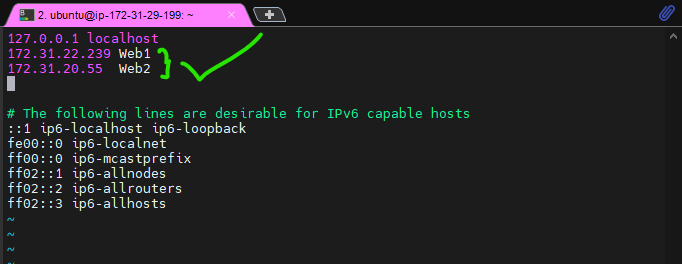 2. ubuntu@ip-172-31-29-199: ~
127.0.0.1 localhost
172.31.22.239 Web1
172.31.20.55  Web2
# The following lines are desirable for IPv6 capable hosts
::1 ip6-localhost ip6-loopback
fe00::0 ip6-localnet
ff00::0 ip6-mcastprefix
ff02::1 ip6-allnodes
ff02::2 ip6-allrouters
ff02::3 ip6-allhosts
~
~
~
~